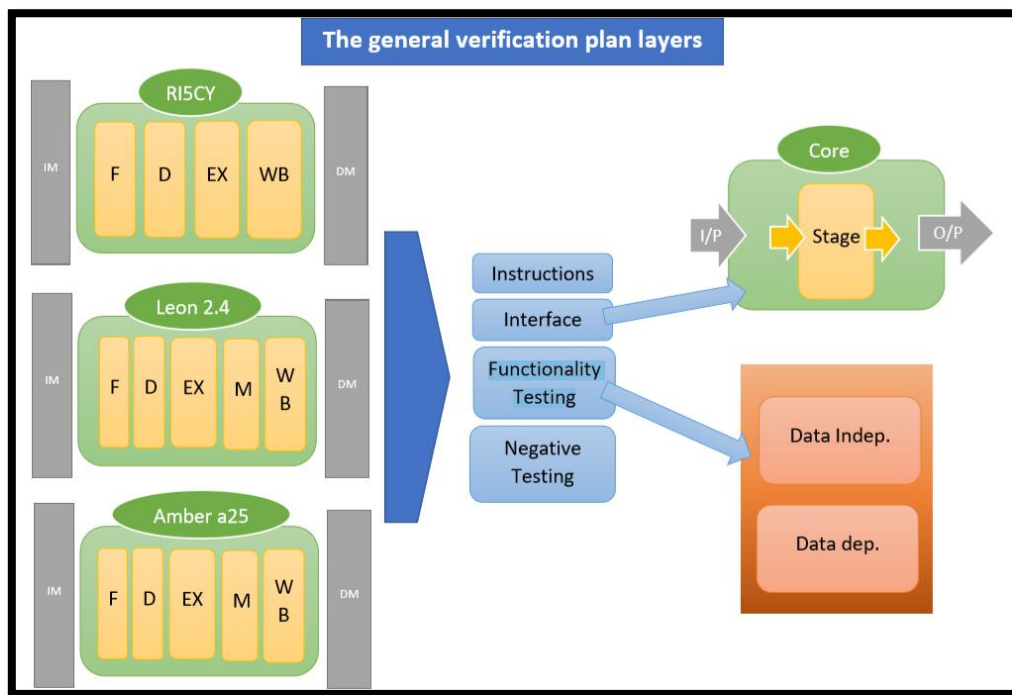 The general verification plan layers
RI5CY
IM
F
D
EX
WB
DM
Leon 2.4
IM
F
D
EX
M
W
B
DM
Amber a25
IM
F
D
EX
M
W
B
DM
Instructions
Interface
Functionality
Testing
Negative
Testing
Core
I/P
Stage
O/P
Data Indep.
Data dep.